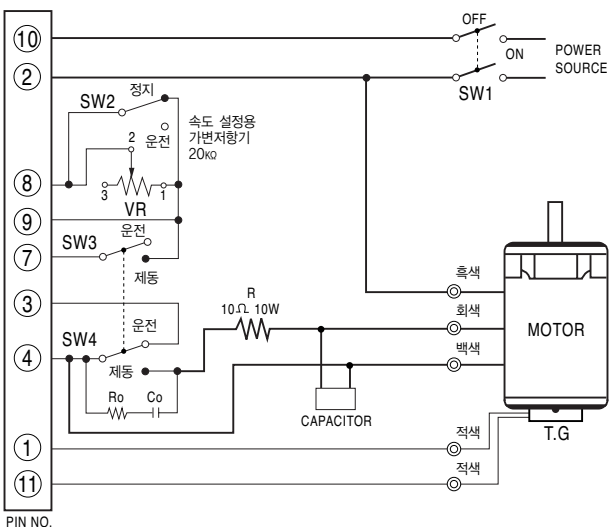 OFF
⑩
ON
POWER
SOURCE
②
SW1
정지
SW2
운전
속도 설정용
가변저항기
20KΩ
2
⑧
3
1
VR
⑨
운전
SW3
⑦
제동
흑색
③
R
10Ω 10W
회색
SW4
운전
MOTOR
④
백색
제동
Ro
Co
CAPACITOR
적색
T.G
①
적색
⑪
PIN NO.